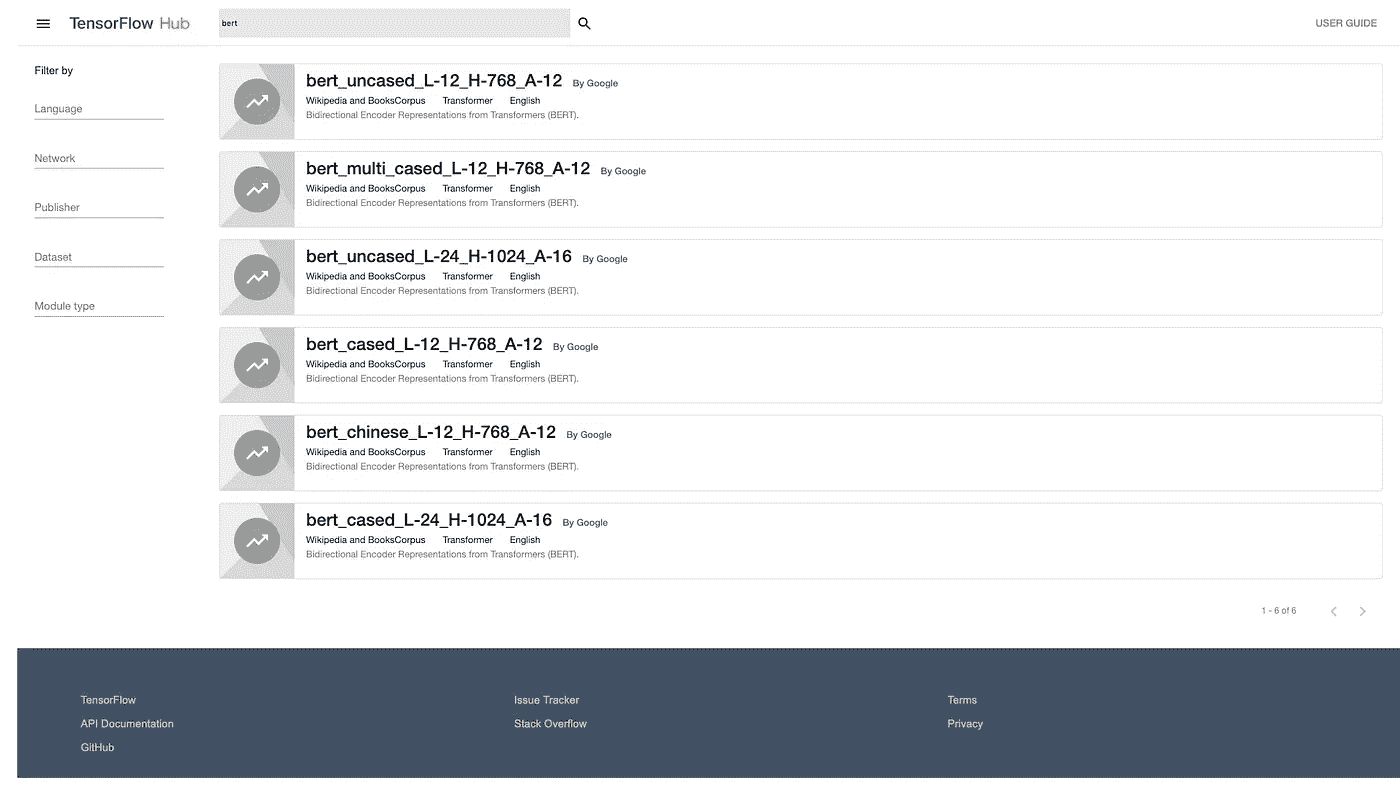 TensorFlow Hub
bert
USER GUIDE
Filter by
Language
Network
Publisher
Dataset
Module type
bert_uncased_L-12_H-768_A-12 By Google
Wikipedia and BooksCorpus Transformer English
Bidirectional Encoder Representations from Transformers (BERT).
bert_multi_cased_L-12_H-768_A-12 By Google
Wikipedia and BooksCorpus Transformer English
Bidirectional Encoder Representations from Transformers (BERT).
bert_uncased_L-24_H-1024_A-16 By Google
Wikipedia and BooksCorpus Transformer English
Bidirectional Encoder Representations from Transformers (BERT).
bert_cased_L-12_H-768_A-12 By Google
Wikipedia and BooksCorpus Transformer English
Bidirectional Encoder Representations from Transformers (BERT).
bert_chinese_L-12_H-768_A-12 By Google
Wikipedia and BooksCorpus Transformer English
Bidirectional Encoder Representations from Transformers (BERT).
bert_cased_L-24_H-1024_A-16 By Google
Wikipedia and BooksCorpus Transformer English
Bidirectional Encoder Representations from Transformers (BERT).
1 - 6 of 6
TensorFlow
API Documentation
GitHub
Issue Tracker
Stack Overflow
Terms
Privacy